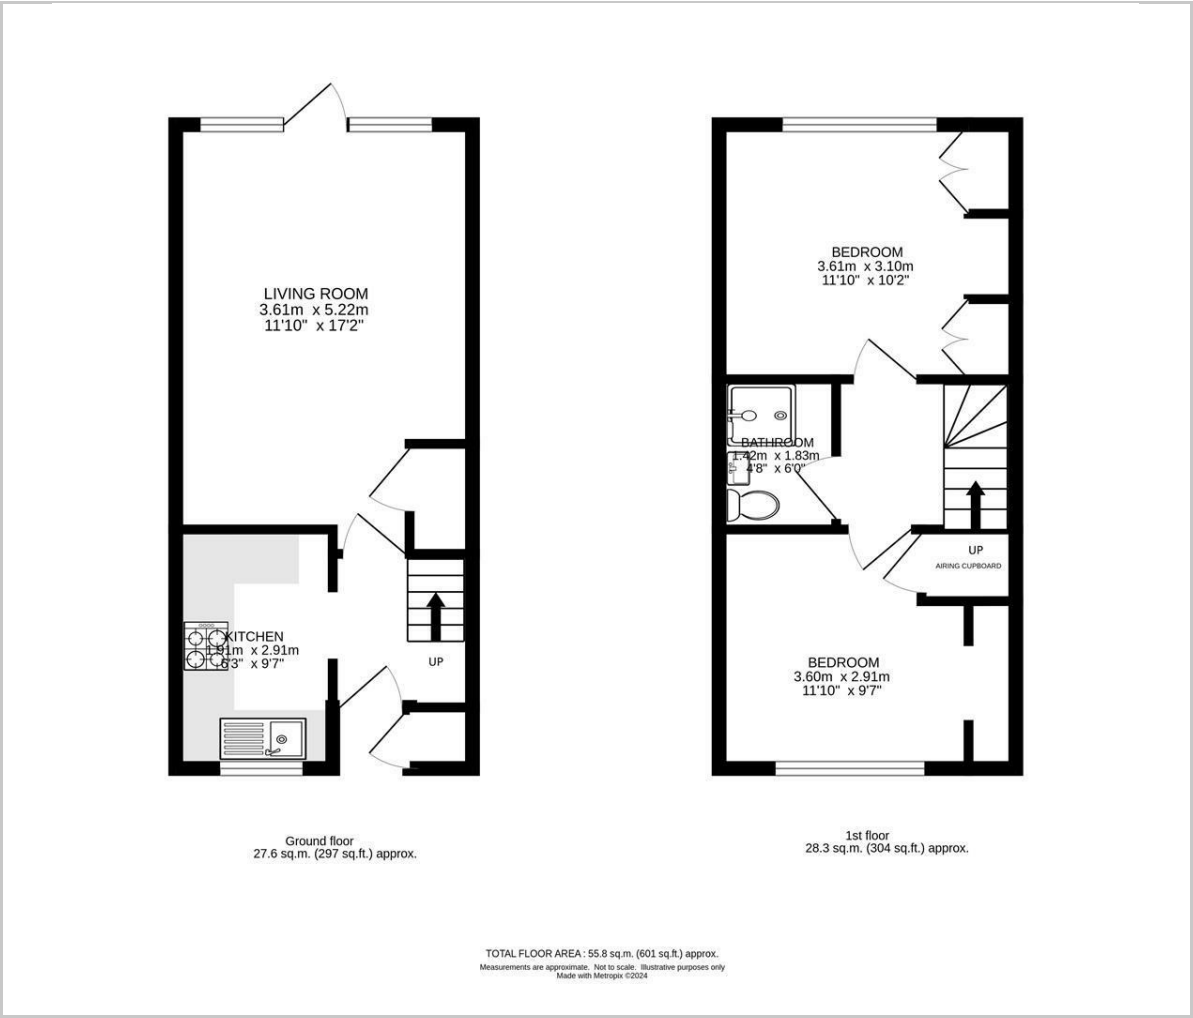 LIVING ROOM
3.61m x 5.22m
11'10" x 17'2"
KITCHEN
1.91m x 2.91m
6'3" x 9'7"
UP
Ground floor
27.6 sq.m. (297 sq.ft.) approx.
BEDROOM
3.61m x 3.10m
11'10" x 10'2"
BATHROOM
1.42m x 1.83m
4'8" x 6'0"
UP
AIRING CUPBOARD
BEDROOM
3.60m x 2.91m
11'10" x 9'7"
1st floor
28.3 sq.m. (304 sq.ft.) approx.
TOTAL FLOOR AREA : 55.8 sq.m. (601 sq.ft.) approx.
Measurements are approximate. Not to scale. Illustrative purposes only
Made with Metropix ©2024